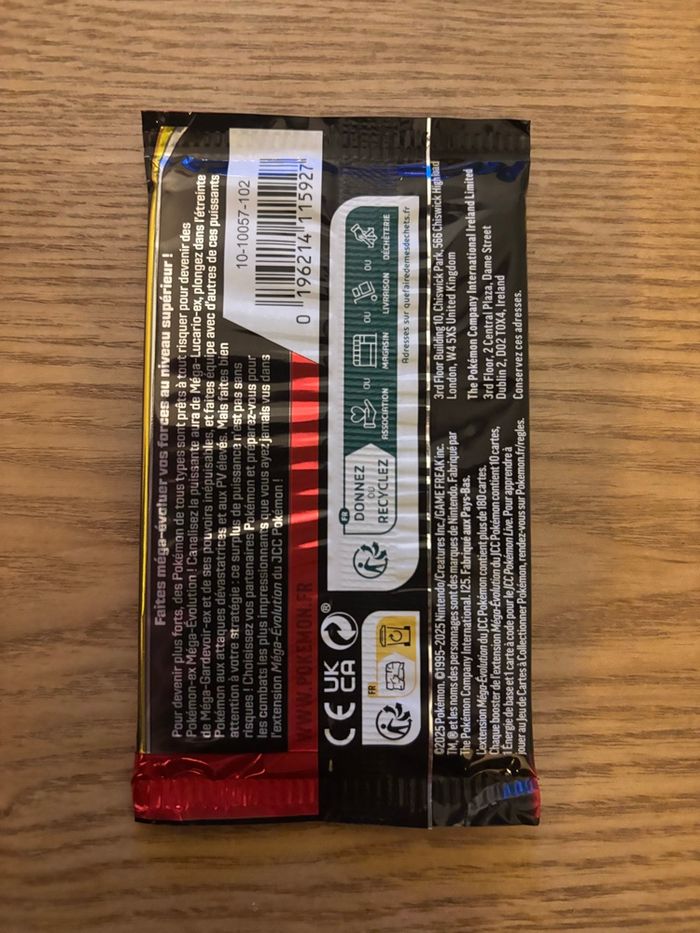 Faites méga-évoluer vos forces au niveau supérieur !
Pour devenir plus forts, des Pokémon de tous types sont prêts à tout risquer pour devenir des
Pokémon-ex Méga-Évolution ! Canalisez la puissante aura de Méga-Lucario-ex, plongez dans l'étreinte
de Méga-Gardevoir-ex et de ses pouvoirs inépuisables, et faites équipe avec d'autres de ces puissants
Pokémon aux attaques dévastatrices et aux PV élevés. Mais faites bien
attention à votre stratégie : ce surplus de puissance n'est pas sans
risques ! Choisissez vos partenaires Pokémon et préparez-vous pour
les combats les plus impressionnants que vous ayez jamais vus dans
l'extension Méga-Évolution du JCC Pokémon !
WWW.POKEMON.FR
10-10057-102
0 196214 115927
CE UK
CA
®
FR
FR
DONNEZ
OU
RECYCLEZ
ASSOCIATION
OU
MAGASIN
OU
LIVRAISON
OU
DÉCHÈTERIE
Adresses sur quefairedemesdechets.fr
©2025 Pokémon. ©1995-2025 Nintendo/Creatures Inc./GAME FREAK inc.
TM, ® et les noms des personnages sont des marques de Nintendo. Fabriqué par
The Pokémon Company International. 125. Fabriqué aux Pays-Bas.
L'extension Méga-Évolution du JCC Pokémon contient plus de 180 cartes.
Chaque booster de l'extension Méga-Évolution du JCC Pokémon contient 10 cartes,
1 Énergie de base et 1 carte à code pour le JCC Pokémon Live. Pour apprendre à
jouer au Jeu de Cartes à Collectionner Pokémon, rendez-vous sur Pokemon.fr/regles.
3rd Floor Building 10, Chiswick Park, 566 Chiswick High Road
London, W4 5XS United Kingdom
The Pokémon Company International Ireland Limited
3rd Floor, 2 Central Plaza, Dame Street
Dublin 2, D02 T0X4, Ireland
Conservez ces adresses.